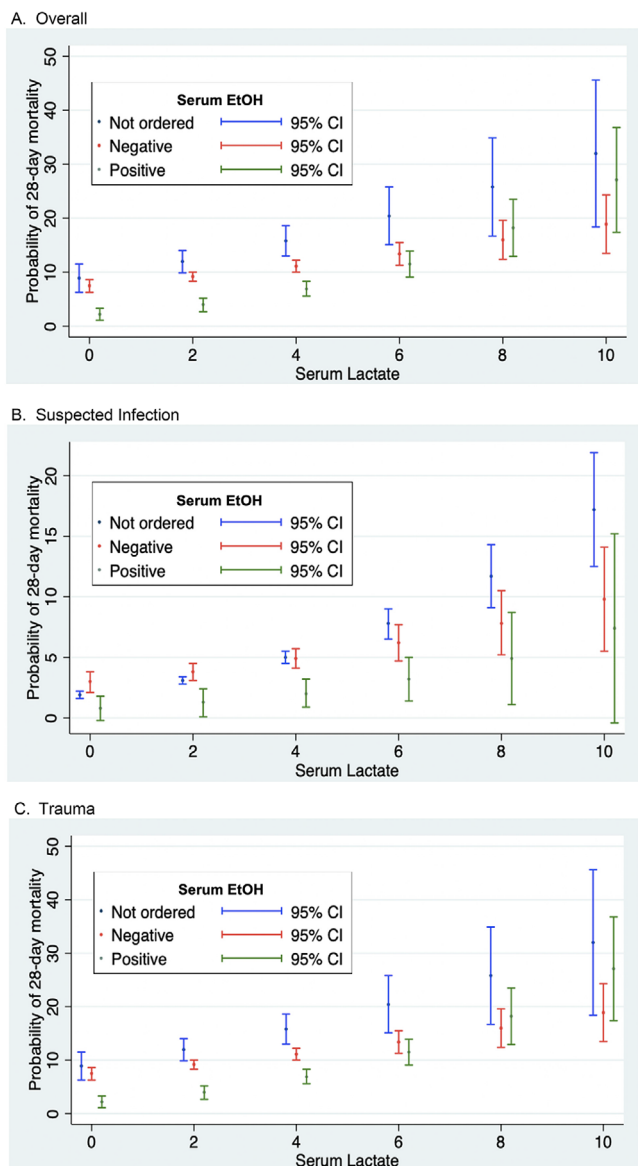 A. Overall
Probability of 28-day mortality
50
40
30
20
10
0
Serum EtOH
Not ordered 95% CI
Negative 95% CI
Positive 95% CI
0 2 4 6 8 10
Serum Lactate
B. Suspected Infection
Probability of 28-day mortality
20
15
10
5
0
Serum EtOH
Not ordered 95% CI
Negative 95% CI
Positive 95% CI
0 2 4 6 8 10
Serum Lactate
C. Trauma
Probability of 28-day mortality
50
40
30
20
10
0
Serum EtOH
Not ordered 95% CI
Negative 95% CI
Positive 95% CI
0 2 4 6 8 10
Serum Lactate